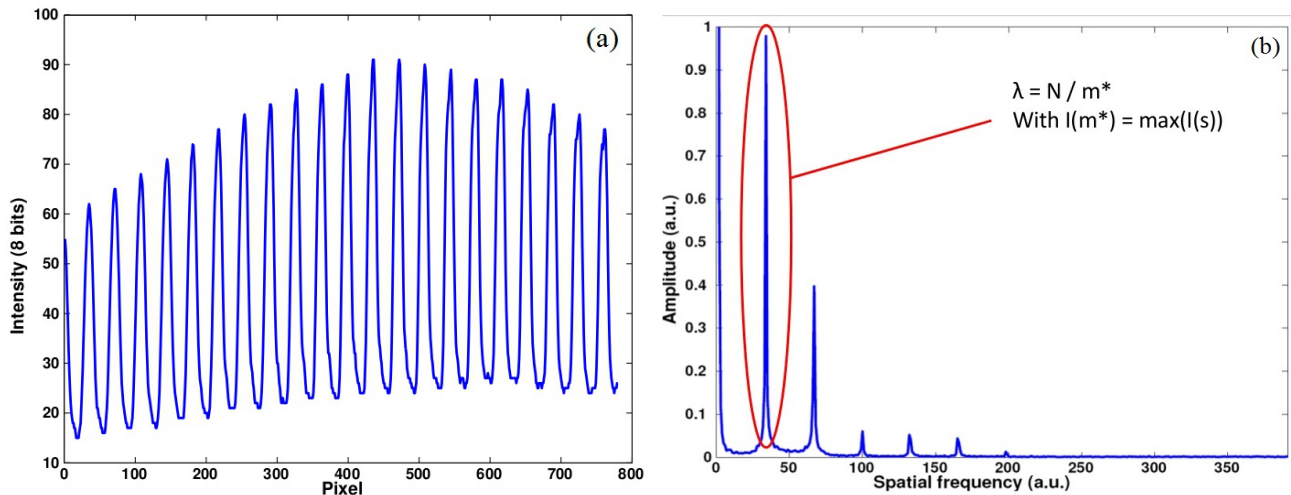 (a)
Intensity (8 bits)
100
90
80
70
60
50
40
30
20
10
0 100 200 300 400 500 600 700 800
Pixel
(b)
λ = N / m*
With I(m*) = max(I(s))
Amplitude (a.u.)
1
0.9
0.8
0.7
0.6
0.5
0.4
0.3
0.2
0.1
0
0 50 100 150 200 250 300 350
Spatial frequency (a.u.)